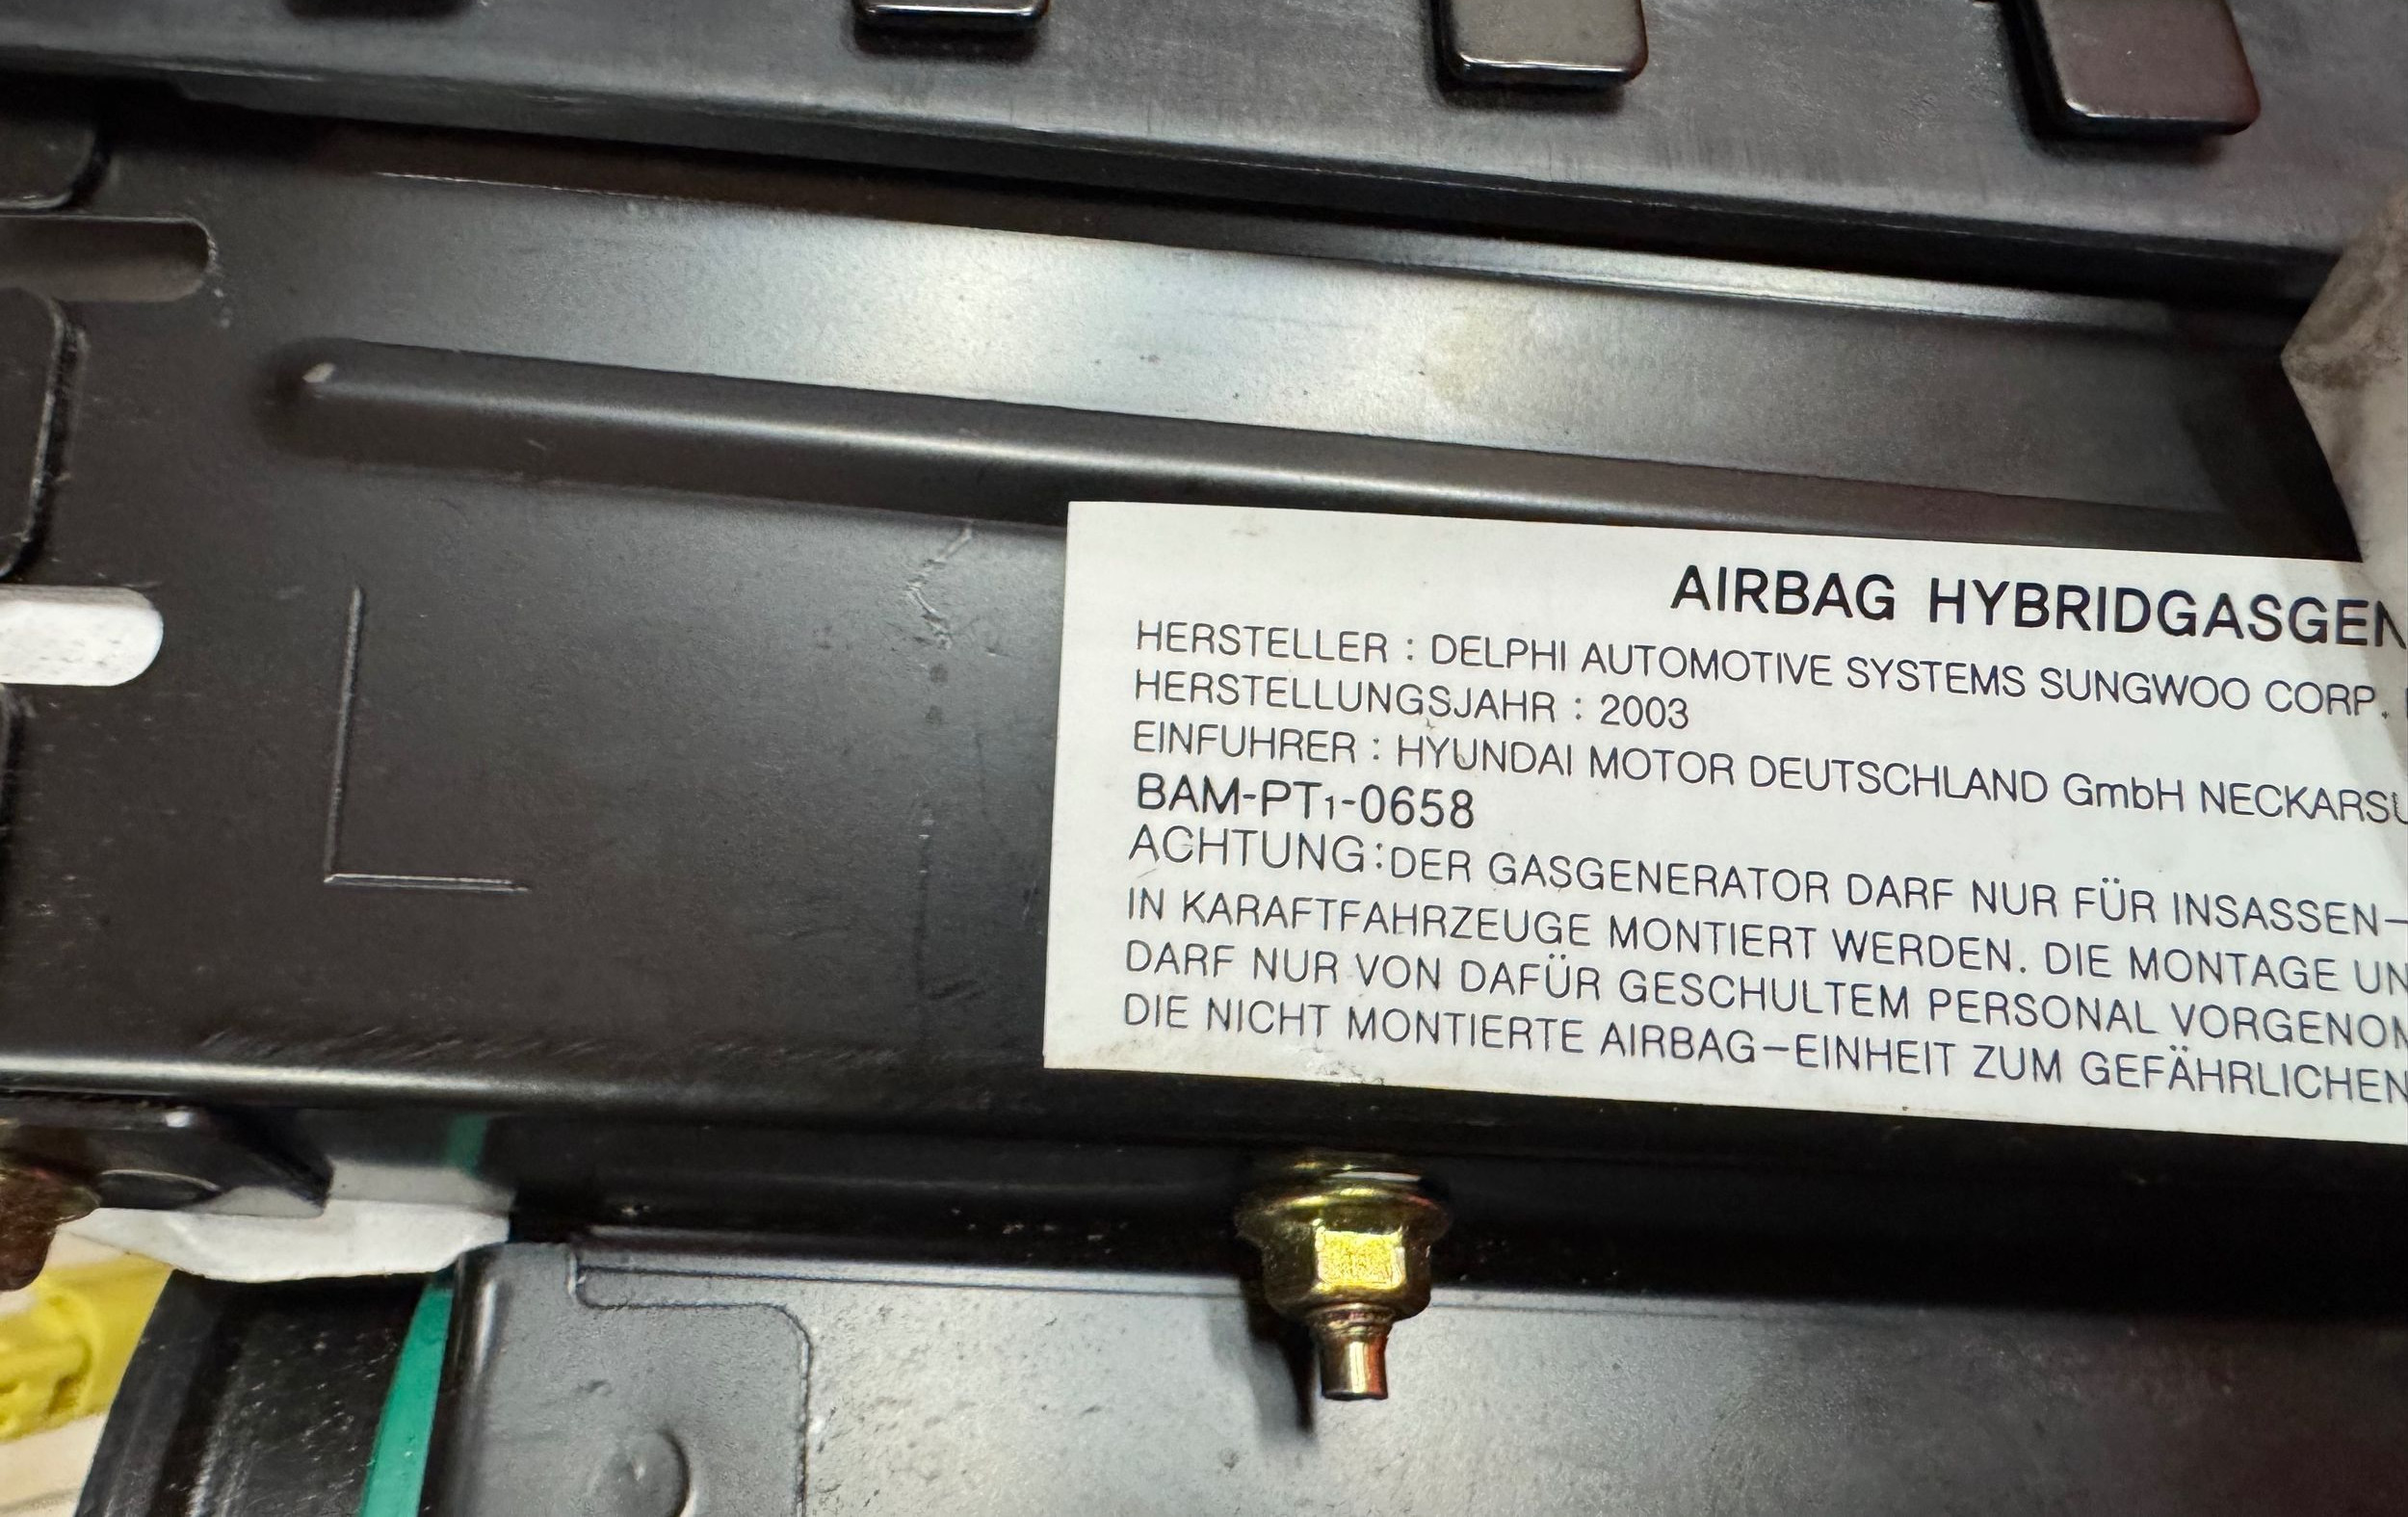 AIRBAG HYBRIDGASGEN
HERSTELLER : DELPHI AUTOMOTIVE SYSTEMS SUNGWOO CORP.
HERSTELLUNGSJAHR : 2003
EINFUHRER : HYUNDAI MOTOR DEUTSCHLAND GmbH NECKARSU
BAM-PT1-0658
ACHTUNG:DER GASGENERATOR DARF NUR FÜR INSASSEN-
IN KARAFTFAHRZEUGE MONTIERT WERDEN. DIE MONTAGE UN
DARF NUR VON DAFÜR GESCHULTEM PERSONAL VORGENOM
DIE NICHT MONTIERTE AIRBAG-EINHEIT ZUM GEFÄHRLICHEN
L